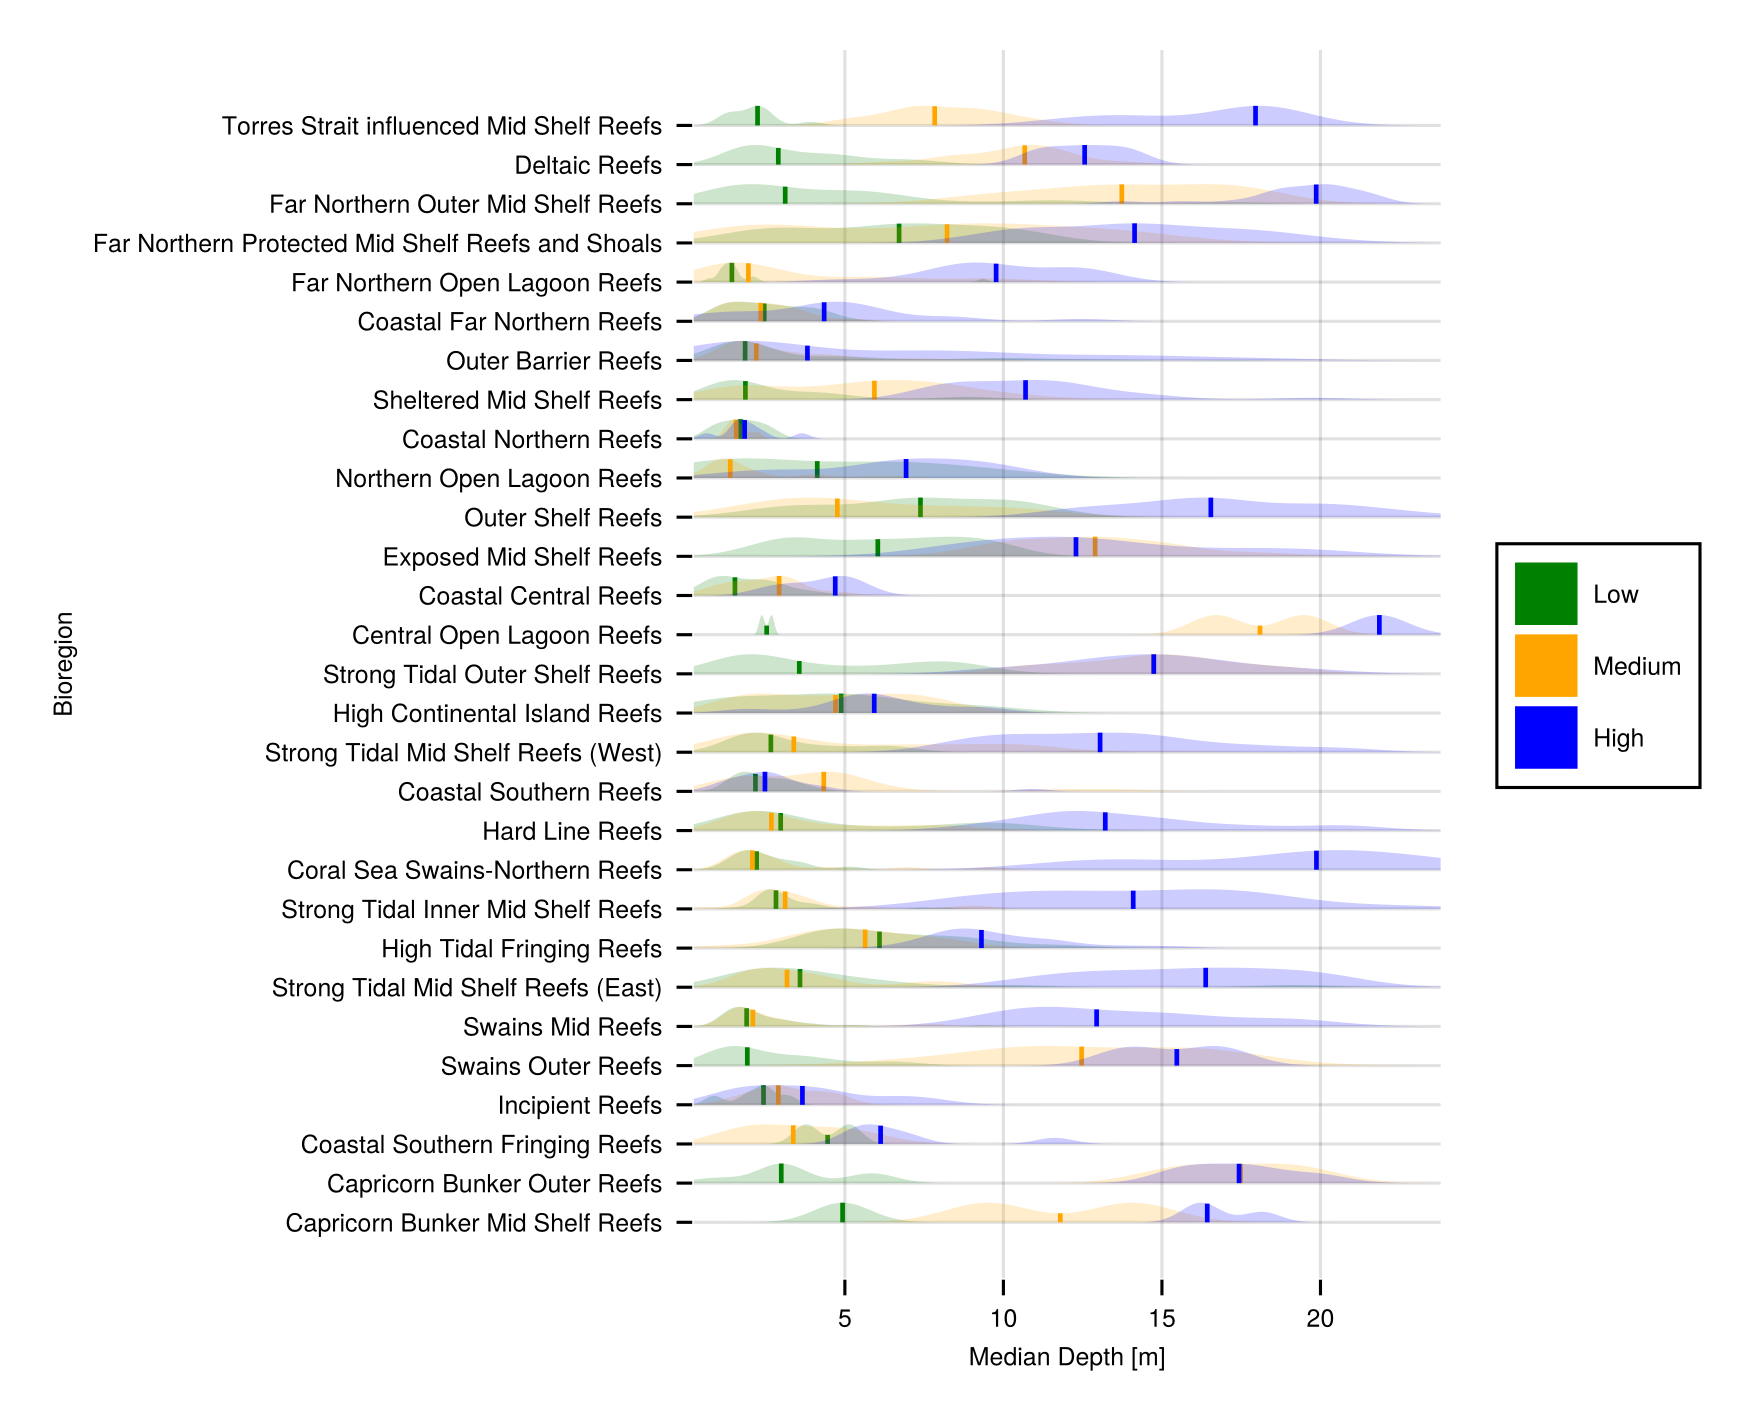 Torres Strait influenced Mid Shelf Reefs
Deltaic Reefs
Far Northern Outer Mid Shelf Reefs
Far Northern Protected Mid Shelf Reefs and Shoals
Far Northern Open Lagoon Reefs
Coastal Far Northern Reefs
Outer Barrier Reefs
Sheltered Mid Shelf Reefs
Coastal Northern Reefs
Northern Open Lagoon Reefs
Outer Shelf Reefs
Exposed Mid Shelf Reefs
Coastal Central Reefs
Central Open Lagoon Reefs
Strong Tidal Outer Shelf Reefs
High Continental Island Reefs
Strong Tidal Mid Shelf Reefs (West)
Coastal Southern Reefs
Hard Line Reefs
Coral Sea Swains-Northern Reefs
Strong Tidal Inner Mid Shelf Reefs
High Tidal Fringing Reefs
Strong Tidal Mid Shelf Reefs (East)
Swains Mid Reefs
Swains Outer Reefs
Incipient Reefs
Coastal Southern Fringing Reefs
Capricorn Bunker Outer Reefs
Capricorn Bunker Mid Shelf Reefs
Bioregion
5 10 15 20
Median Depth [m]
Low
Medium
High